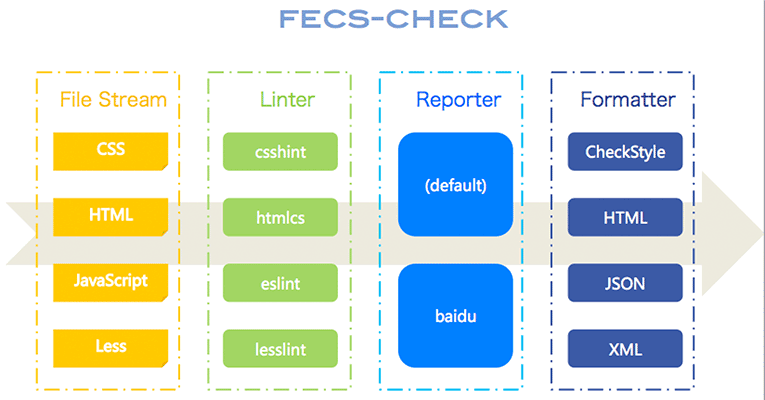 FECS-CHECK
File Stream
CSS
HTML
JavaScript
Less
Linter
csshint
htmlcs
eslint
lesslint
Reporter
(default)
baidu
Formatter
CheckStyle
HTML
JSON
XML